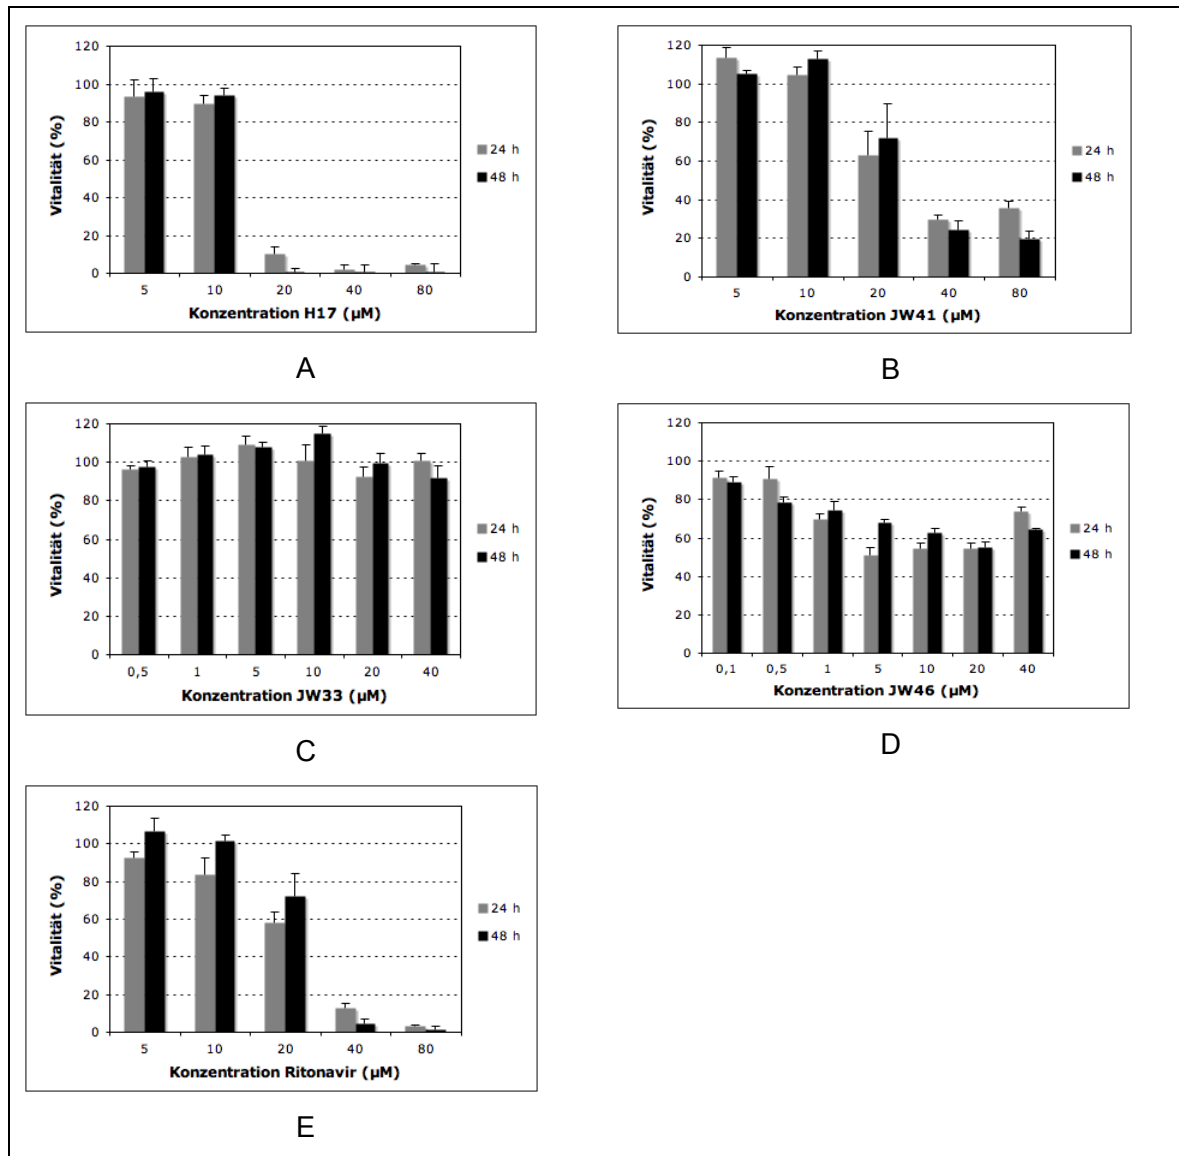 120
100
80
60
40
20
0
Vitalität (%)
5 10 20 40 80
Konzentration H17 (µM)
24 h
48 h
A
120
100
80
60
40
20
0
Vitalität (%)
5 10 20 40 80
Konzentration JW41 (µM)
24 h
48 h
B
120
100
80
60
40
20
0
Vitalität (%)
0,5 1 5 10 20 40
Konzentration JW33 (µM)
24 h
48 h
C
120
100
80
60
40
20
0
Vitalität (%)
0,1 0,5 1 5 10 20 40
Konzentration JW46 (µM)
24 h
48 h
D
120
100
80
60
40
20
0
Vitalität (%)
5 10 20 40 80
Konzentration Ritonavir (µM)
24 h
48 h
E